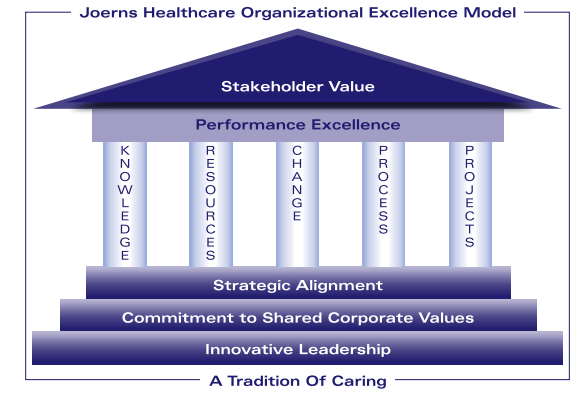 Joerns Healthcare Organizational Excellence Model
Stakeholder Value
Performance Excellence
KNOWLEDGE
RESOURCES
CHANGE
PROCESS
PROJECTS
Strategic Alignment
Commitment to Shared Corporate Values
Innovative Leadership
A Tradition Of Caring